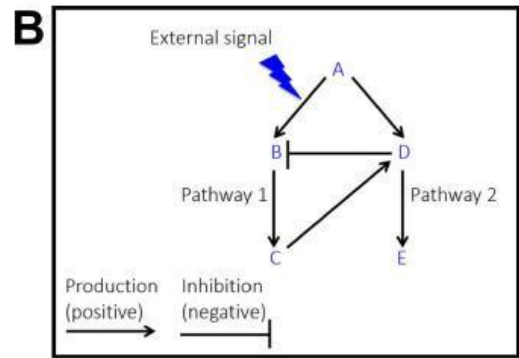 B
External signal
A
B
D
Pathway 1
Pathway 2
C
E
Production
(positive)
Inhibition
(negative)